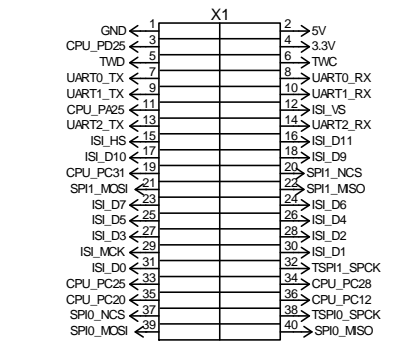 X1
GND 1 2 5V
CPU_PD25 3 4 3.3V
TWD 5 6 TWC
UART0_TX 7 8 UART0_RX
UART1_TX 9 10 UART1_RX
CPU_PA25 11 12 ISI_VS
UART2_TX 13 14 UART2_RX
ISI_HS 15 16 ISI_D11
ISI_D10 17 18 ISI_D9
CPU_PC31 19 20 SPI1_NCS
SPI1_MOSI 21 22 SPI1_MISO
ISI_D7 23 24 ISI_D6
ISI_D5 25 26 ISI_D4
ISI_D3 27 28 ISI_D2
ISI_MCK 29 30 ISI_D1
ISI_D0 31 32 TSPI1_SPCK
CPU_PC25 33 34 CPU_PC28
CPU_PC20 35 36 CPU_PC12
SPI0_NCS 37 38 TSPI0_SPCK
SPI0_MOSI 39 40 SPI0_MISO